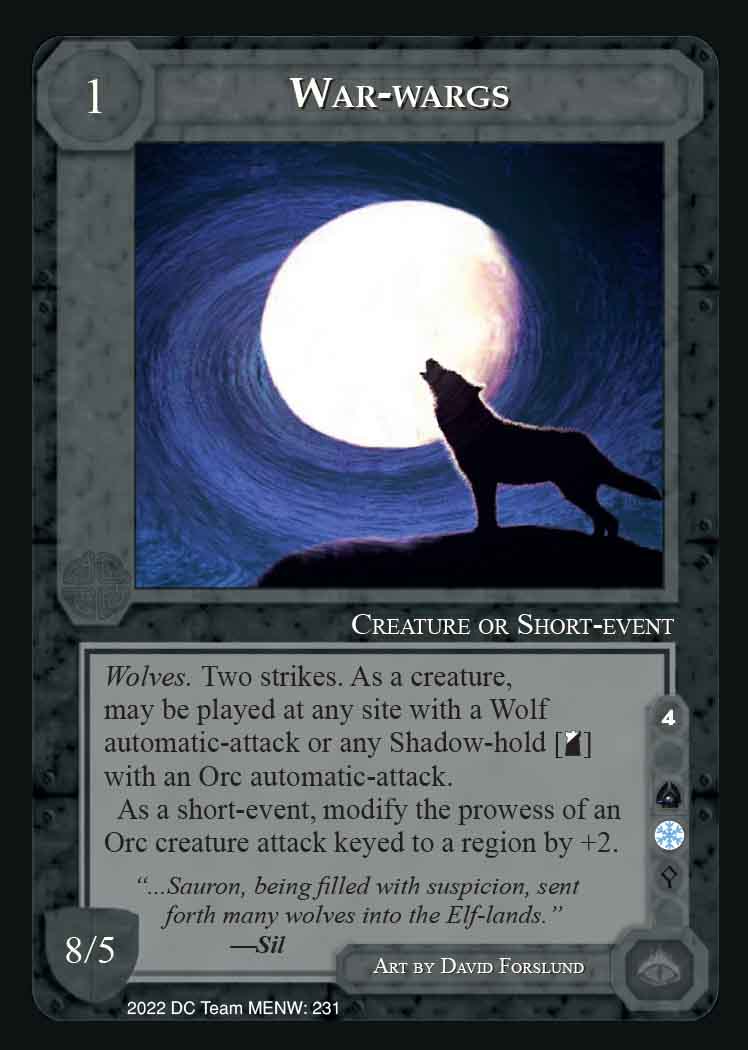 1
War-wargs
Creature or Short-event
Wolves. Two strikes. As a creature,
may be played at any site with a Wolf
automatic-attack or any Shadow-hold [ ]
with an Orc automatic-attack.
As a short-event, modify the prowess of an
Orc creature attack keyed to a region by +2.
4
“...Sauron, being filled with suspicion, sent
forth many wolves into the Elf-lands.”
—Sil
8/5
Art by David Forslund
2022 DC Team MENW: 231